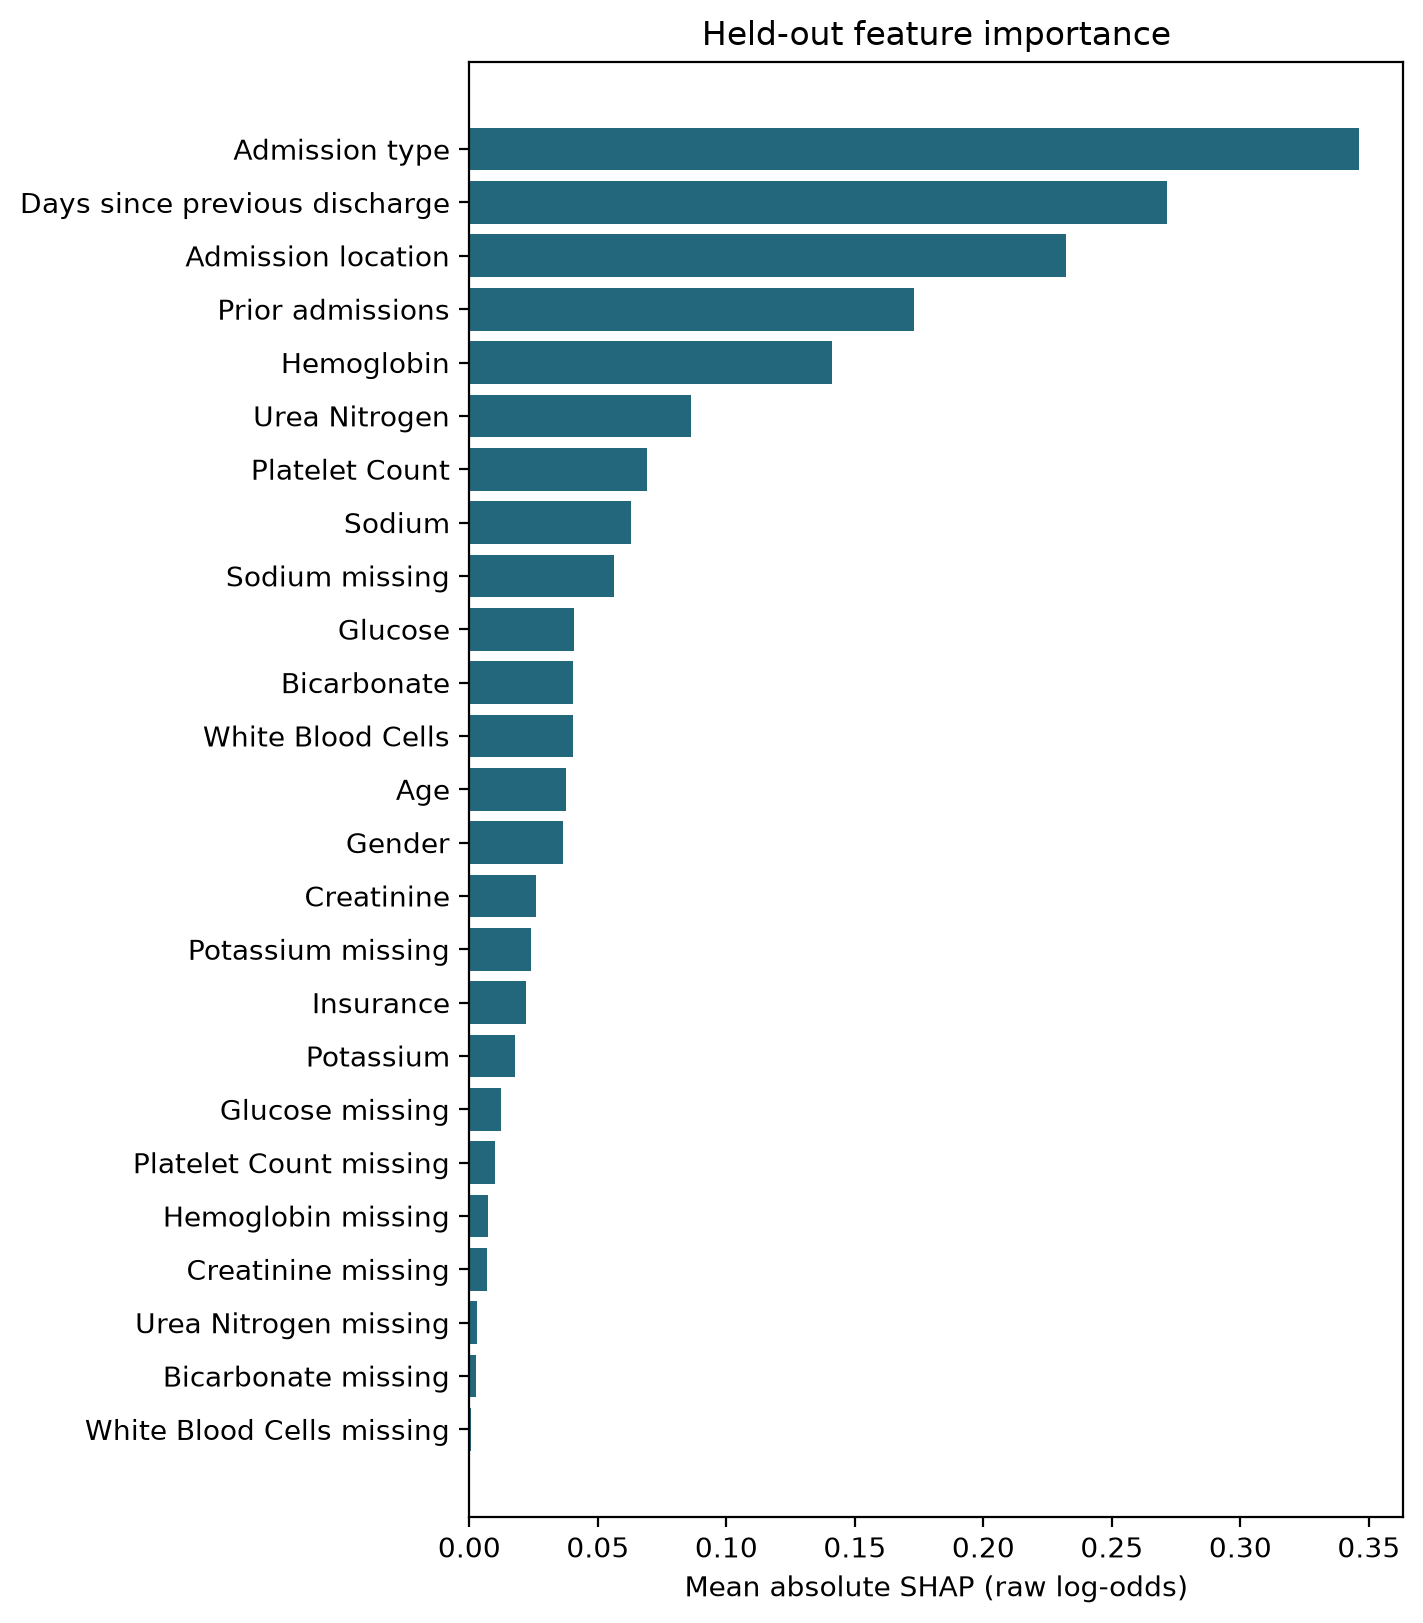 Held-out feature importance
Admission type
Days since previous discharge
Admission location
Prior admissions
Hemoglobin
Urea Nitrogen
Platelet Count
Sodium
Sodium missing
Glucose
Bicarbonate
White Blood Cells
Age
Gender
Creatinine
Potassium missing
Insurance
Potassium
Glucose missing
Platelet Count missing
Hemoglobin missing
Creatinine missing
Urea Nitrogen missing
Bicarbonate missing
White Blood Cells missing
0.00 0.05 0.10 0.15 0.20 0.25 0.30 0.35
Mean absolute SHAP (raw log-odds)